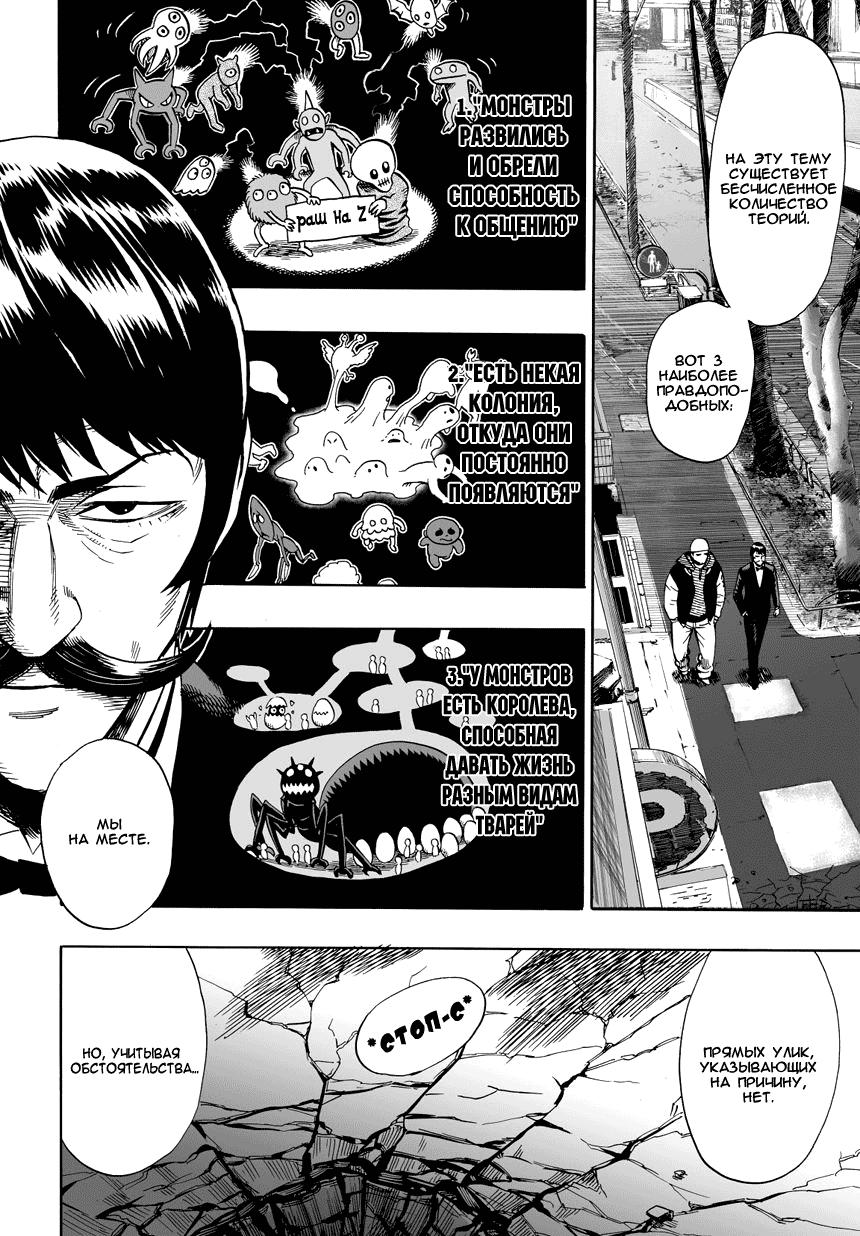 НА ЭТУ ТЕМУ
СУЩЕСТВУЕТ
БЕСЧИСЛЕННОЕ
КОЛИЧЕСТВО
ТЕОРИЙ.
ВОТ 3
НАИБОЛЕЕ
ПРАВДОПО-
ДОБНЫХ:
1."МОНСТРЫ
РАЗВИЛИСЬ
И ОБРЕЛИ
СПОСОБНОСТЬ
К ОБЩЕНИЮ"
раш На Z
2."ЕСТЬ НЕКАЯ
КОЛОНИЯ,
ОТКУДА ОНИ
ПОСТОЯННО
ПОЯВЛЯЮТСЯ"
3."У МОНСТРОВ
ЕСТЬ КОРОЛЕВА,
СПОСОБНАЯ
ДАВАТЬ ЖИЗНЬ
РАЗНЫМ ВИДАМ
ТВАРЕЙ"
МЫ
НА МЕСТЕ.
ПРЯМЫХ УЛИК,
УКАЗЫВАЮЩИХ
НА ПРИЧИНУ,
НЕТ.
*СТОП-С*
НО, УЧИТЫВАЯ
ОБСТОЯТЕЛЬСТВА...